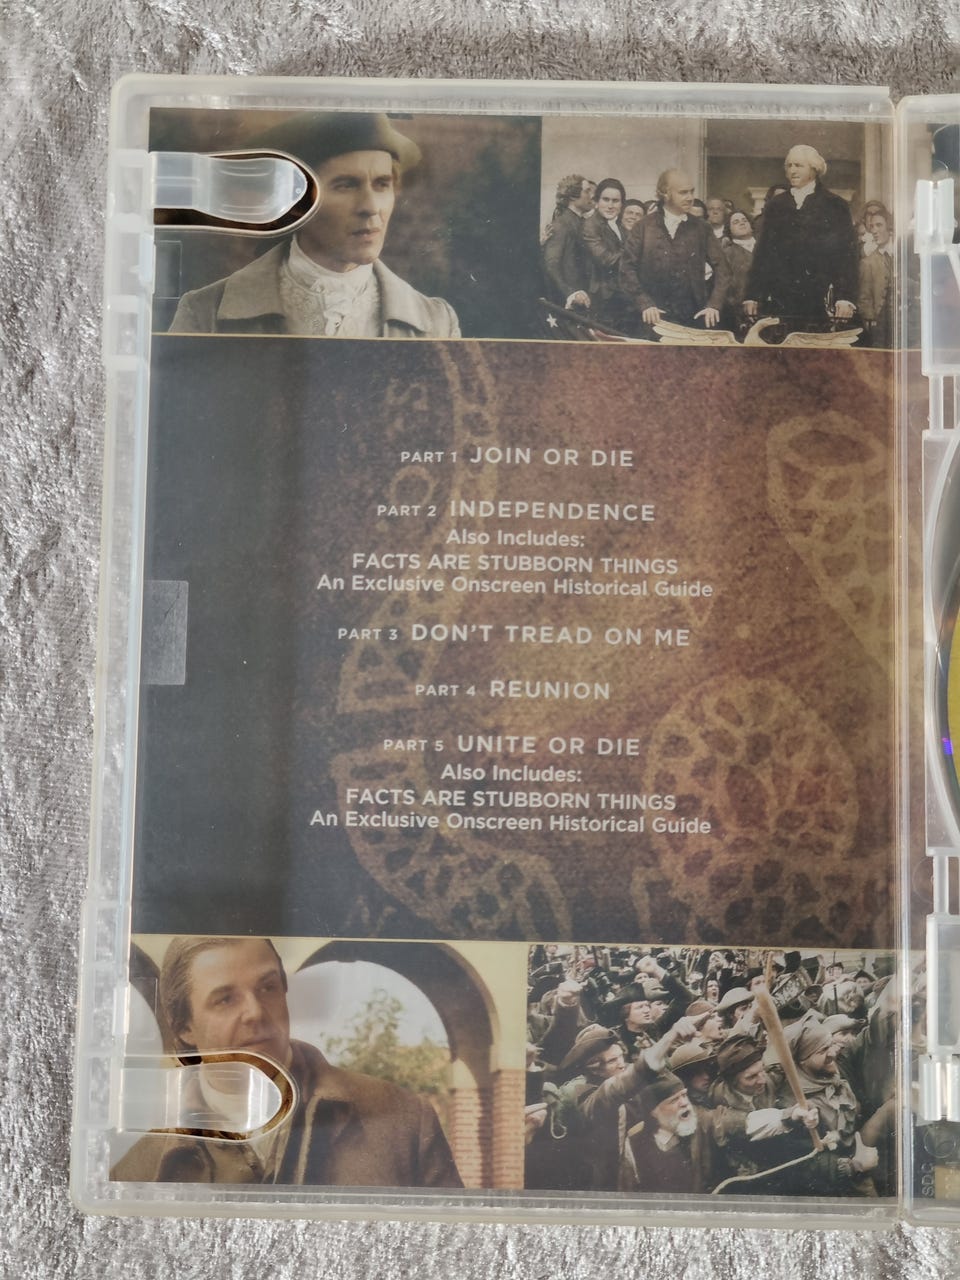 PART 1 JOIN OR DIE
PART 2 INDEPENDENCE
Also Includes:
FACTS ARE STUBBORN THINGS
An Exclusive Onscreen Historical Guide
PART 3 DON'T TREAD ON ME
PART 4 REUNION
PART 5 UNITE OR DIE
Also Includes:
FACTS ARE STUBBORN THINGS
An Exclusive Onscreen Historical Guide
SDC